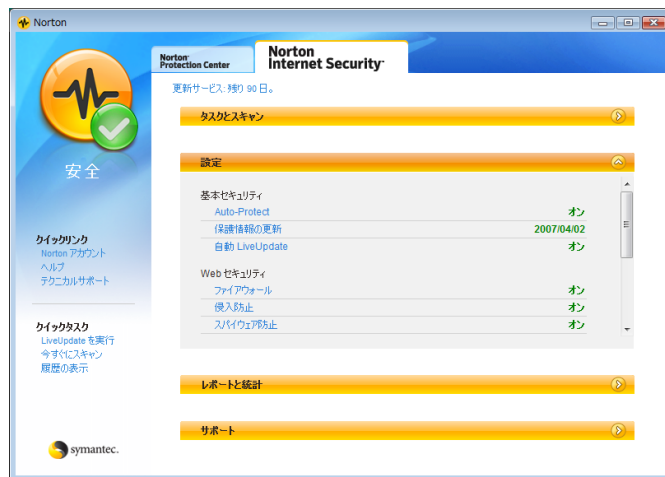 Norton
Norton Protection Center
Norton Internet Security
更新サービス: 残り 90 日。
安全
タスクとスキャン
設定
基本セキュリティ
Auto-Protect オン
保護情報の更新 2007/04/02
自動 LiveUpdate オン
Web セキュリティ
ファイアウォール オン
侵入防止 オン
スパイウェア防止 オン
レポートと統計
サポート
クイックリンク
Norton アカウント
ヘルプ
テクニカルサポート
クイックタスク
LiveUpdate を実行
今すぐにスキャン
履歴の表示
symantec.